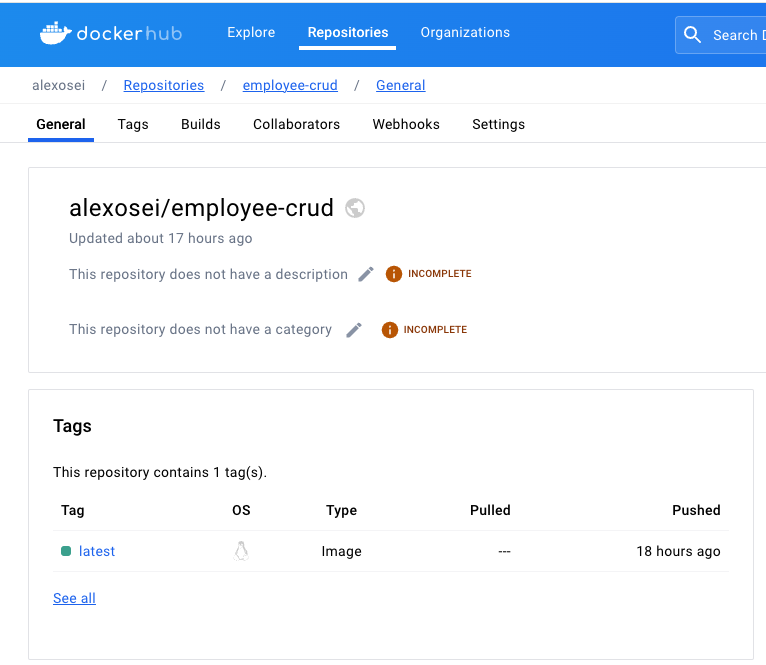 dockerhub Explore Repositories Organizations Search
alexosei / Repositories / employee-crud / General
General Tags Builds Collaborators Webhooks Settings
alexosei/employee-crud
Updated about 17 hours ago
This repository does not have a description INCOMPLETE
This repository does not have a category INCOMPLETE
Tags
This repository contains 1 tag(s).
Tag OS Type Pulled Pushed
latest Image --- 18 hours ago
See all